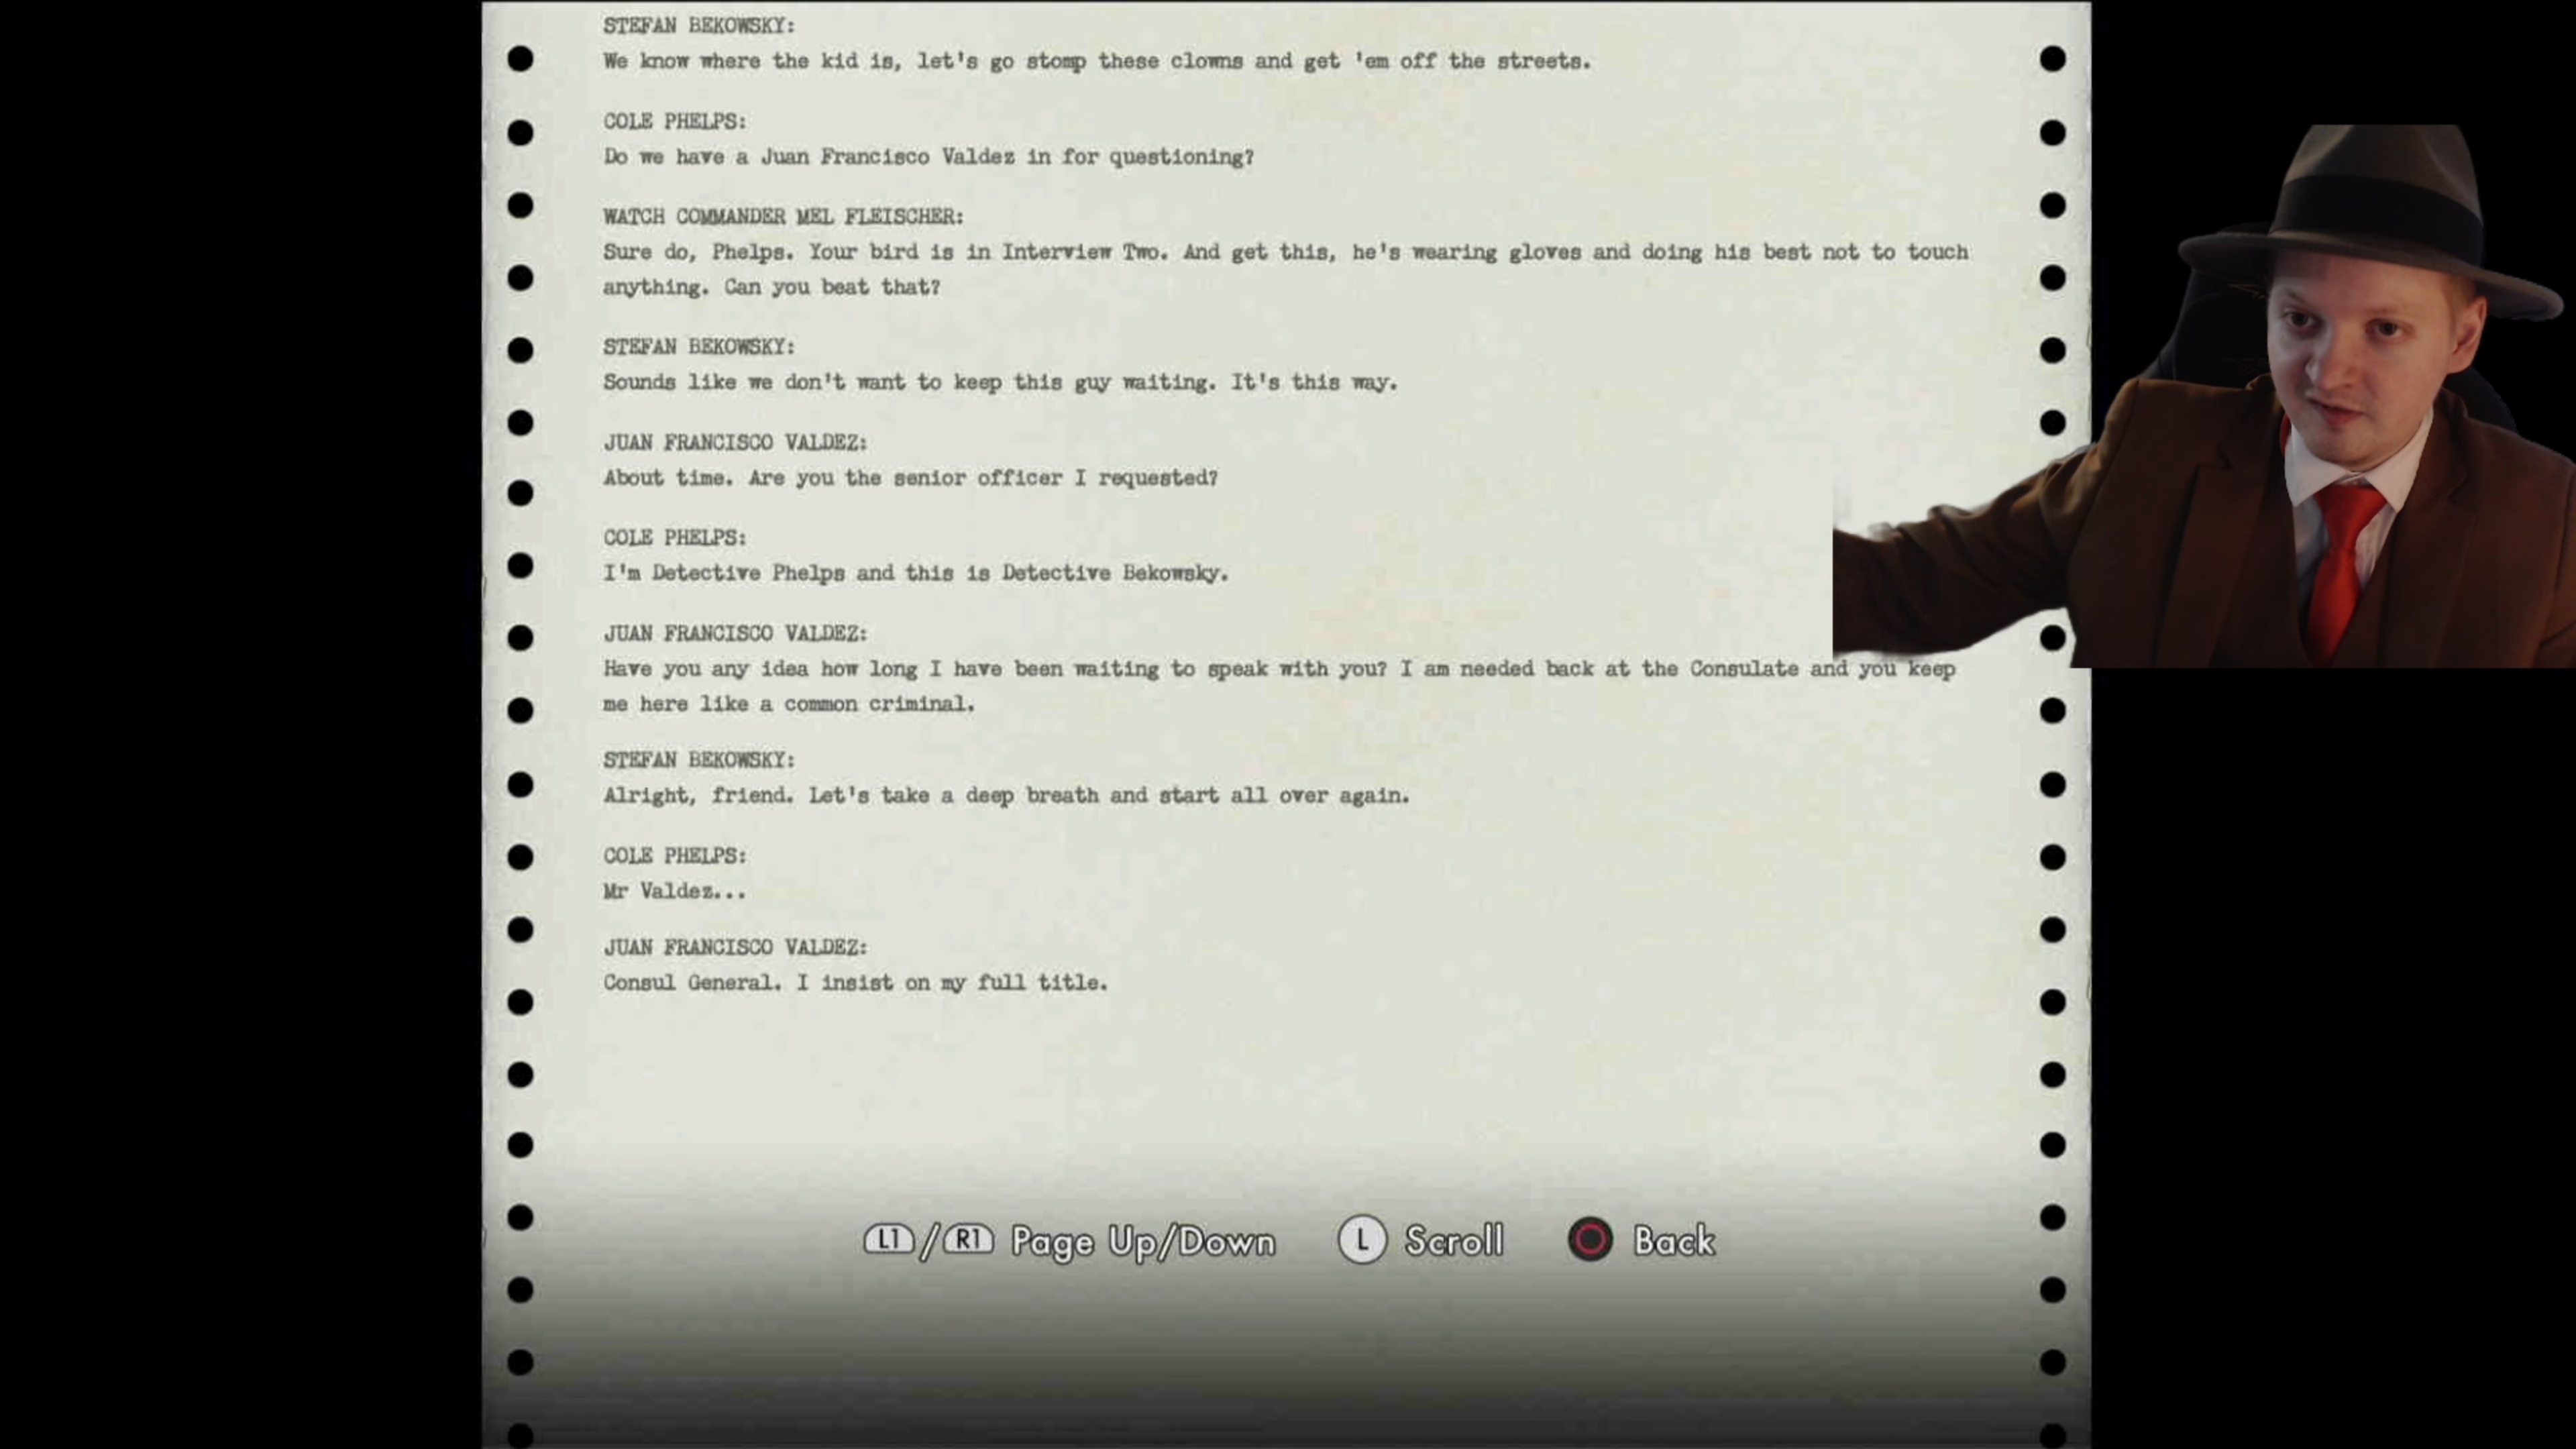 STEFAN BEKOWSKY:
We know where the kid is, let's go stomp these clowns and get 'em off the streets.
COLE PHELPS:
Do we have a Juan Francisco Valdez in for questioning?
WATCH COMMANDER MEL FLEISCHER:
Sure do, Phelps. Your bird is in Interview Two. And get this, he's wearing gloves and doing his best not to touch
anything. Can you beat that?
STEFAN BEKOWSKY:
Sounds like we don't want to keep this guy waiting. It's this way.
JUAN FRANCISCO VALDEZ:
About time. Are you the senior officer I requested?
COLE PHELPS:
I'm Detective Phelps and this is Detective Bekowsky.
JUAN FRANCISCO VALDEZ:
Have you any idea how long I have been waiting to speak with you? I am needed back at the Consulate and you keep
me here like a common criminal.
STEFAN BEKOWSKY:
Alright, friend. Let's take a deep breath and start all over again.
COLE PHELPS:
Mr Valdez...
JUAN FRANCISCO VALDEZ:
Consul General. I insist on my full title.
L1/R1 Page Up/Down L Scroll Back